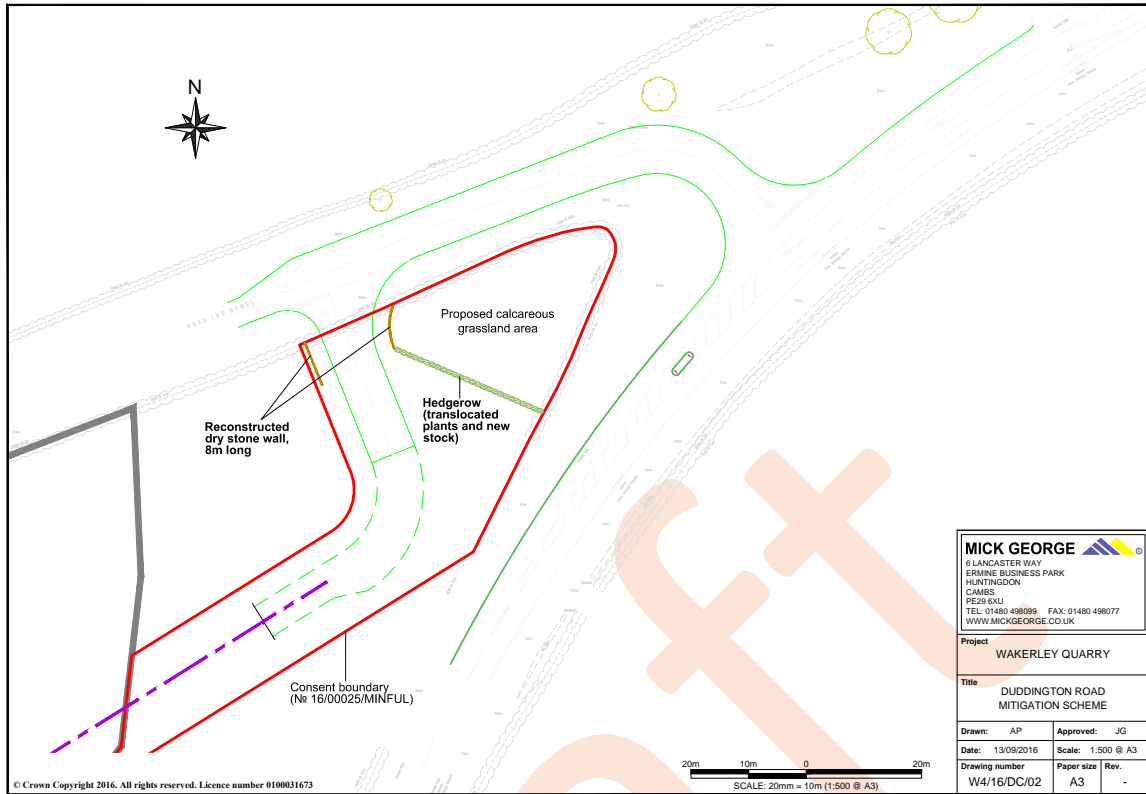 N
ROAD (NO NAME)
Proposed calcareous
grassland area
Reconstructed
dry stone wall,
8m long
Hedgerow
(translocated
plants and new
stock)
Consent boundary
(№ 16/00025/MINFUL)
MICK GEORGE
6 LANCASTER WAY
ERMINE BUSINESS PARK
HUNTINGDON
CAMBS
PE29 6XU
TEL: 01480 498099 FAX: 01480 498077
WWW.MICKGEORGE.CO.UK
Project
WAKERLEY QUARRY
Title
DUDDINGTON ROAD
MITIGATION SCHEME
Drawn: AP Approved: JG
Date: 13/09/2016 Scale: 1:500 @ A3
Drawing number Paper size Rev.
W4/16/DC/02 A3 -
20m 10m 0 20m
SCALE: 20mm = 10m (1:500 @ A3)
© Crown Copyright 2016. All rights reserved. Licence number 0100031673
ft